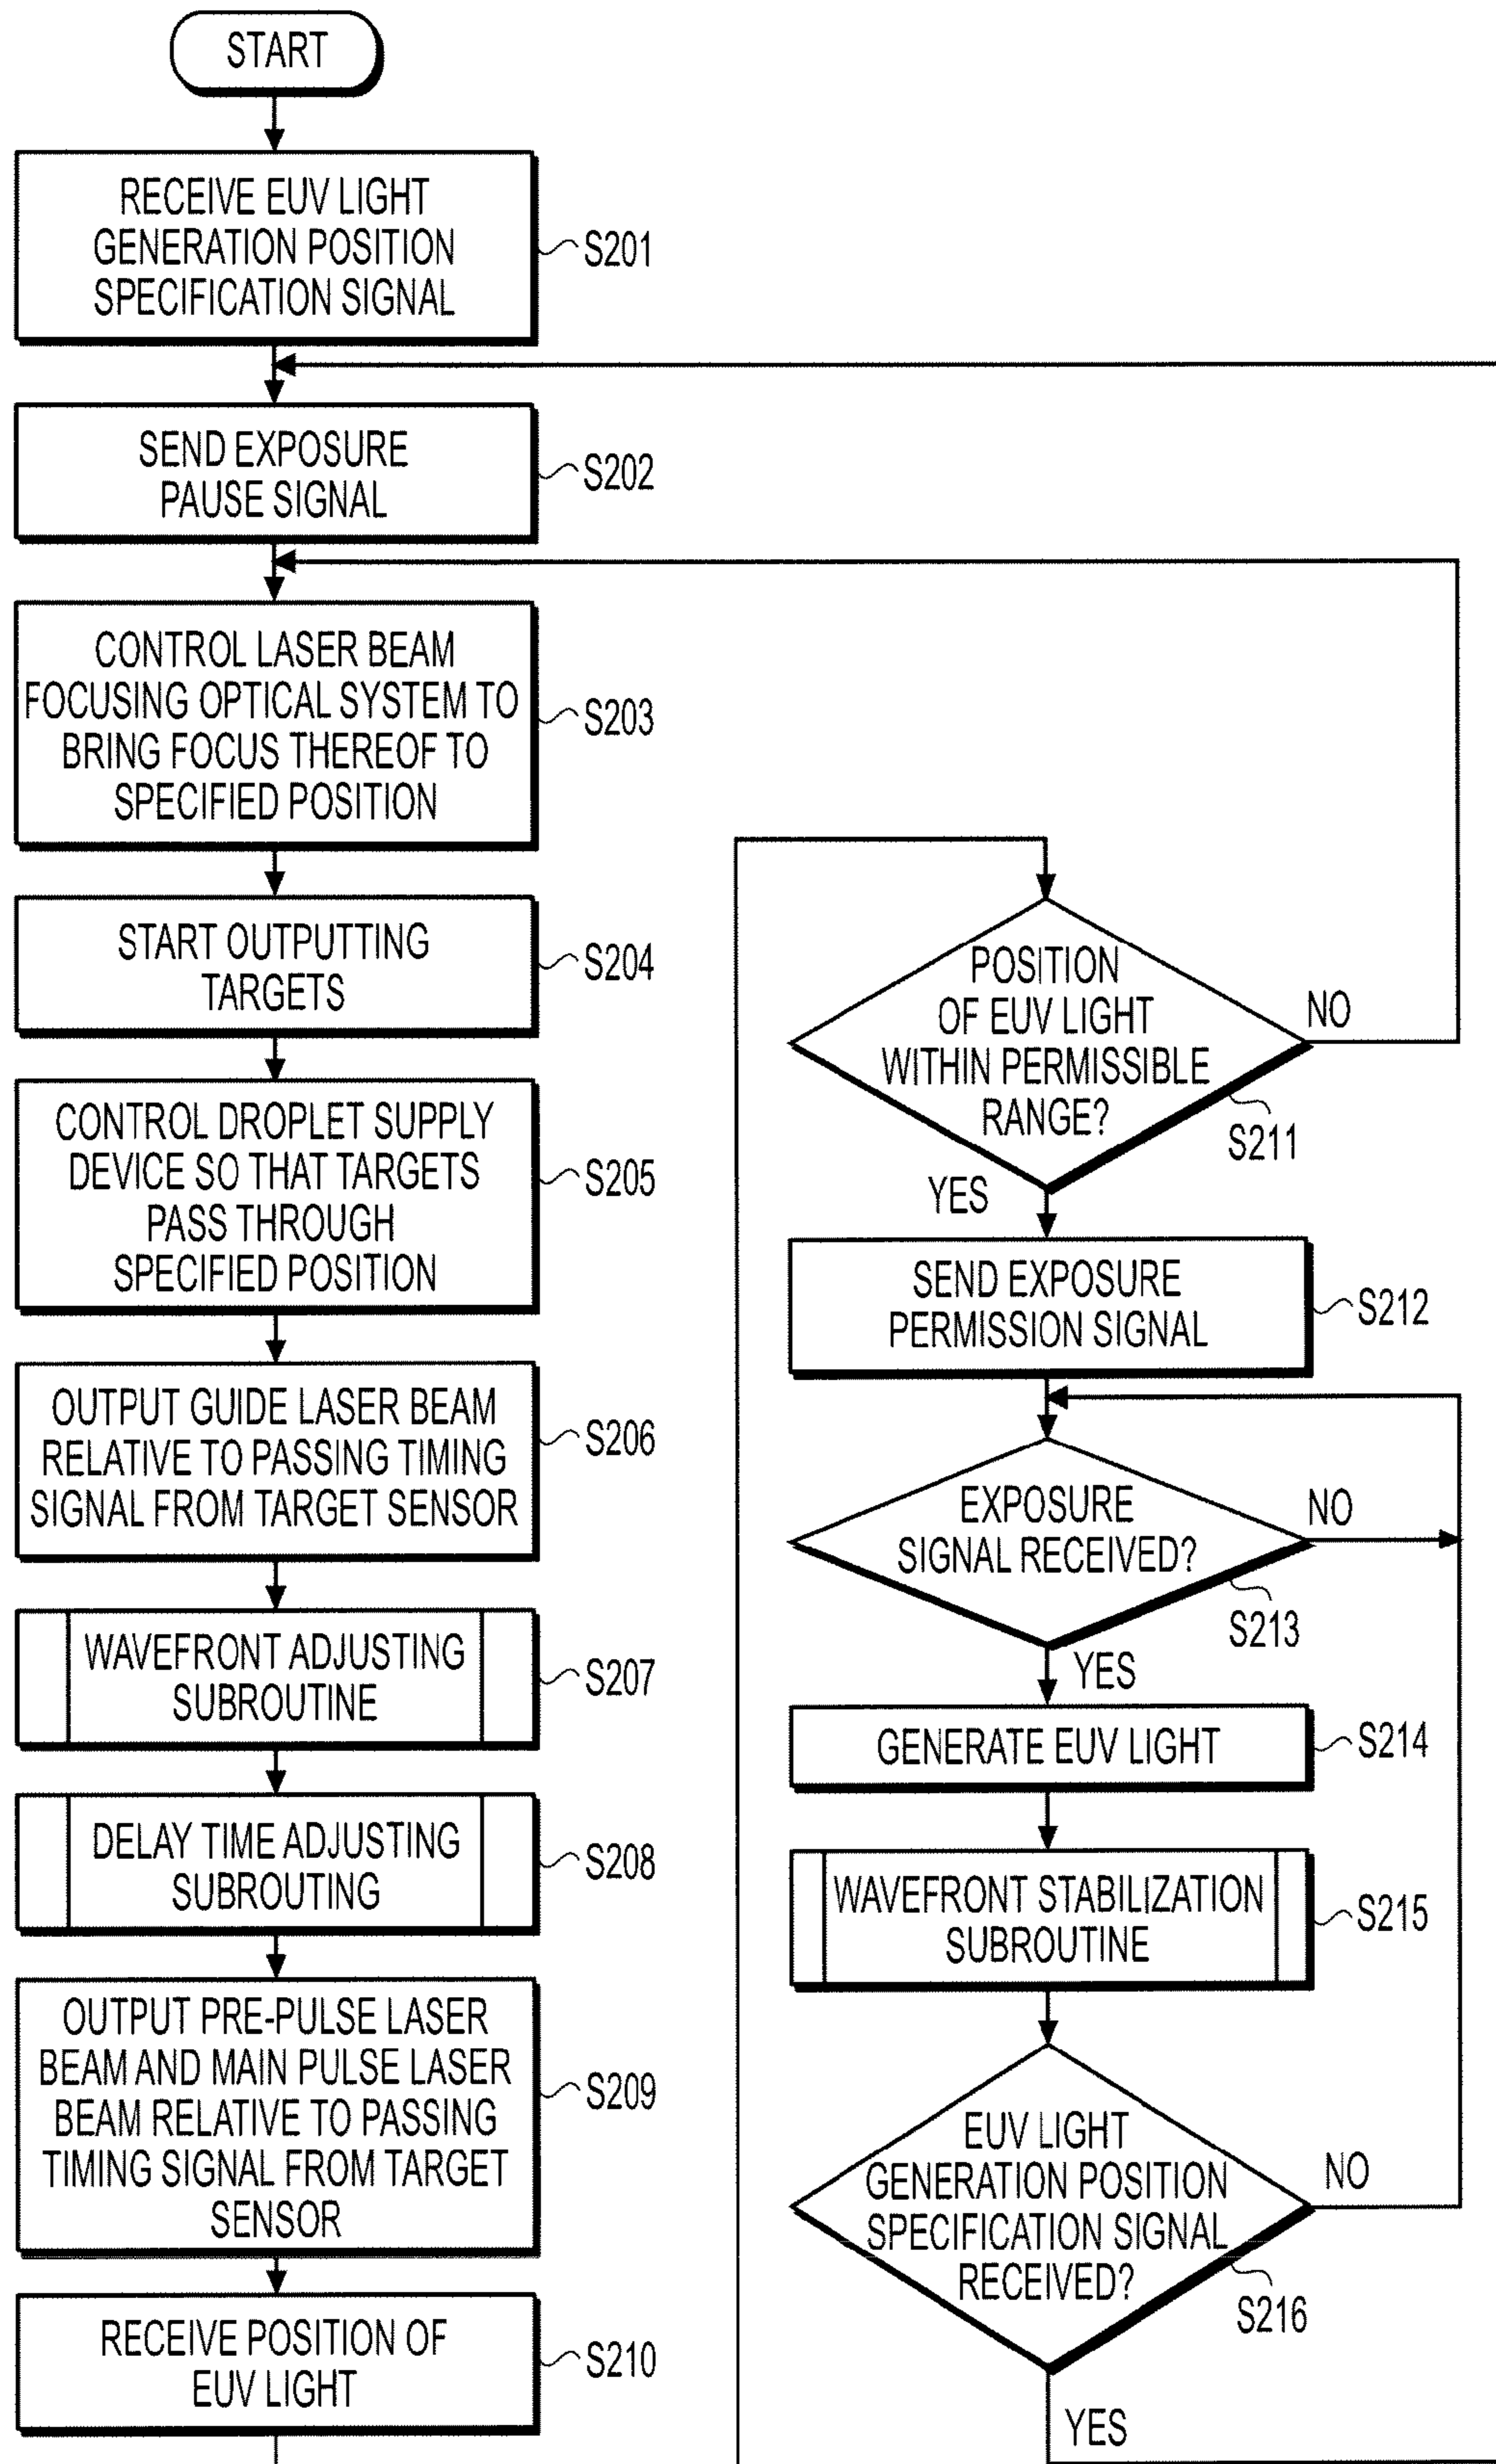 START
RECEIVE EUV LIGHT
GENERATION POSITION
SPECIFICATION SIGNAL
S201
SEND EXPOSURE
PAUSE SIGNAL
S202
CONTROL LASER BEAM
FOCUSING OPTICAL SYSTEM TO
BRING FOCUS THEREOF TO
SPECIFIED POSITION
S203
START OUTPUTTING
TARGETS
S204
CONTROL DROPLET SUPPLY
DEVICE SO THAT TARGETS
PASS THROUGH
SPECIFIED POSITION
S205
OUTPUT GUIDE LASER BEAM
RELATIVE TO PASSING TIMING
SIGNAL FROM TARGET SENSOR
S206
WAVEFRONT ADJUSTING
SUBROUTINE
S207
DELAY TIME ADJUSTING
SUBROUTING
S208
OUTPUT PRE-PULSE LASER
BEAM AND MAIN PULSE LASER
BEAM RELATIVE TO PASSING
TIMING SIGNAL FROM TARGET
SENSOR
S209
RECEIVE POSITION OF
EUV LIGHT
S210
POSITION
OF EUV LIGHT
WITHIN PERMISSIBLE
RANGE?
NO
S211
YES
SEND EXPOSURE
PERMISSION SIGNAL
S212
EXPOSURE
SIGNAL RECEIVED?
NO
S213
YES
GENERATE EUV LIGHT
S214
WAVEFRONT STABILIZATION
SUBROUTINE
S215
EUV LIGHT
GENERATION POSITION
SPECIFICATION SIGNAL
RECEIVED?
NO
S216
YES